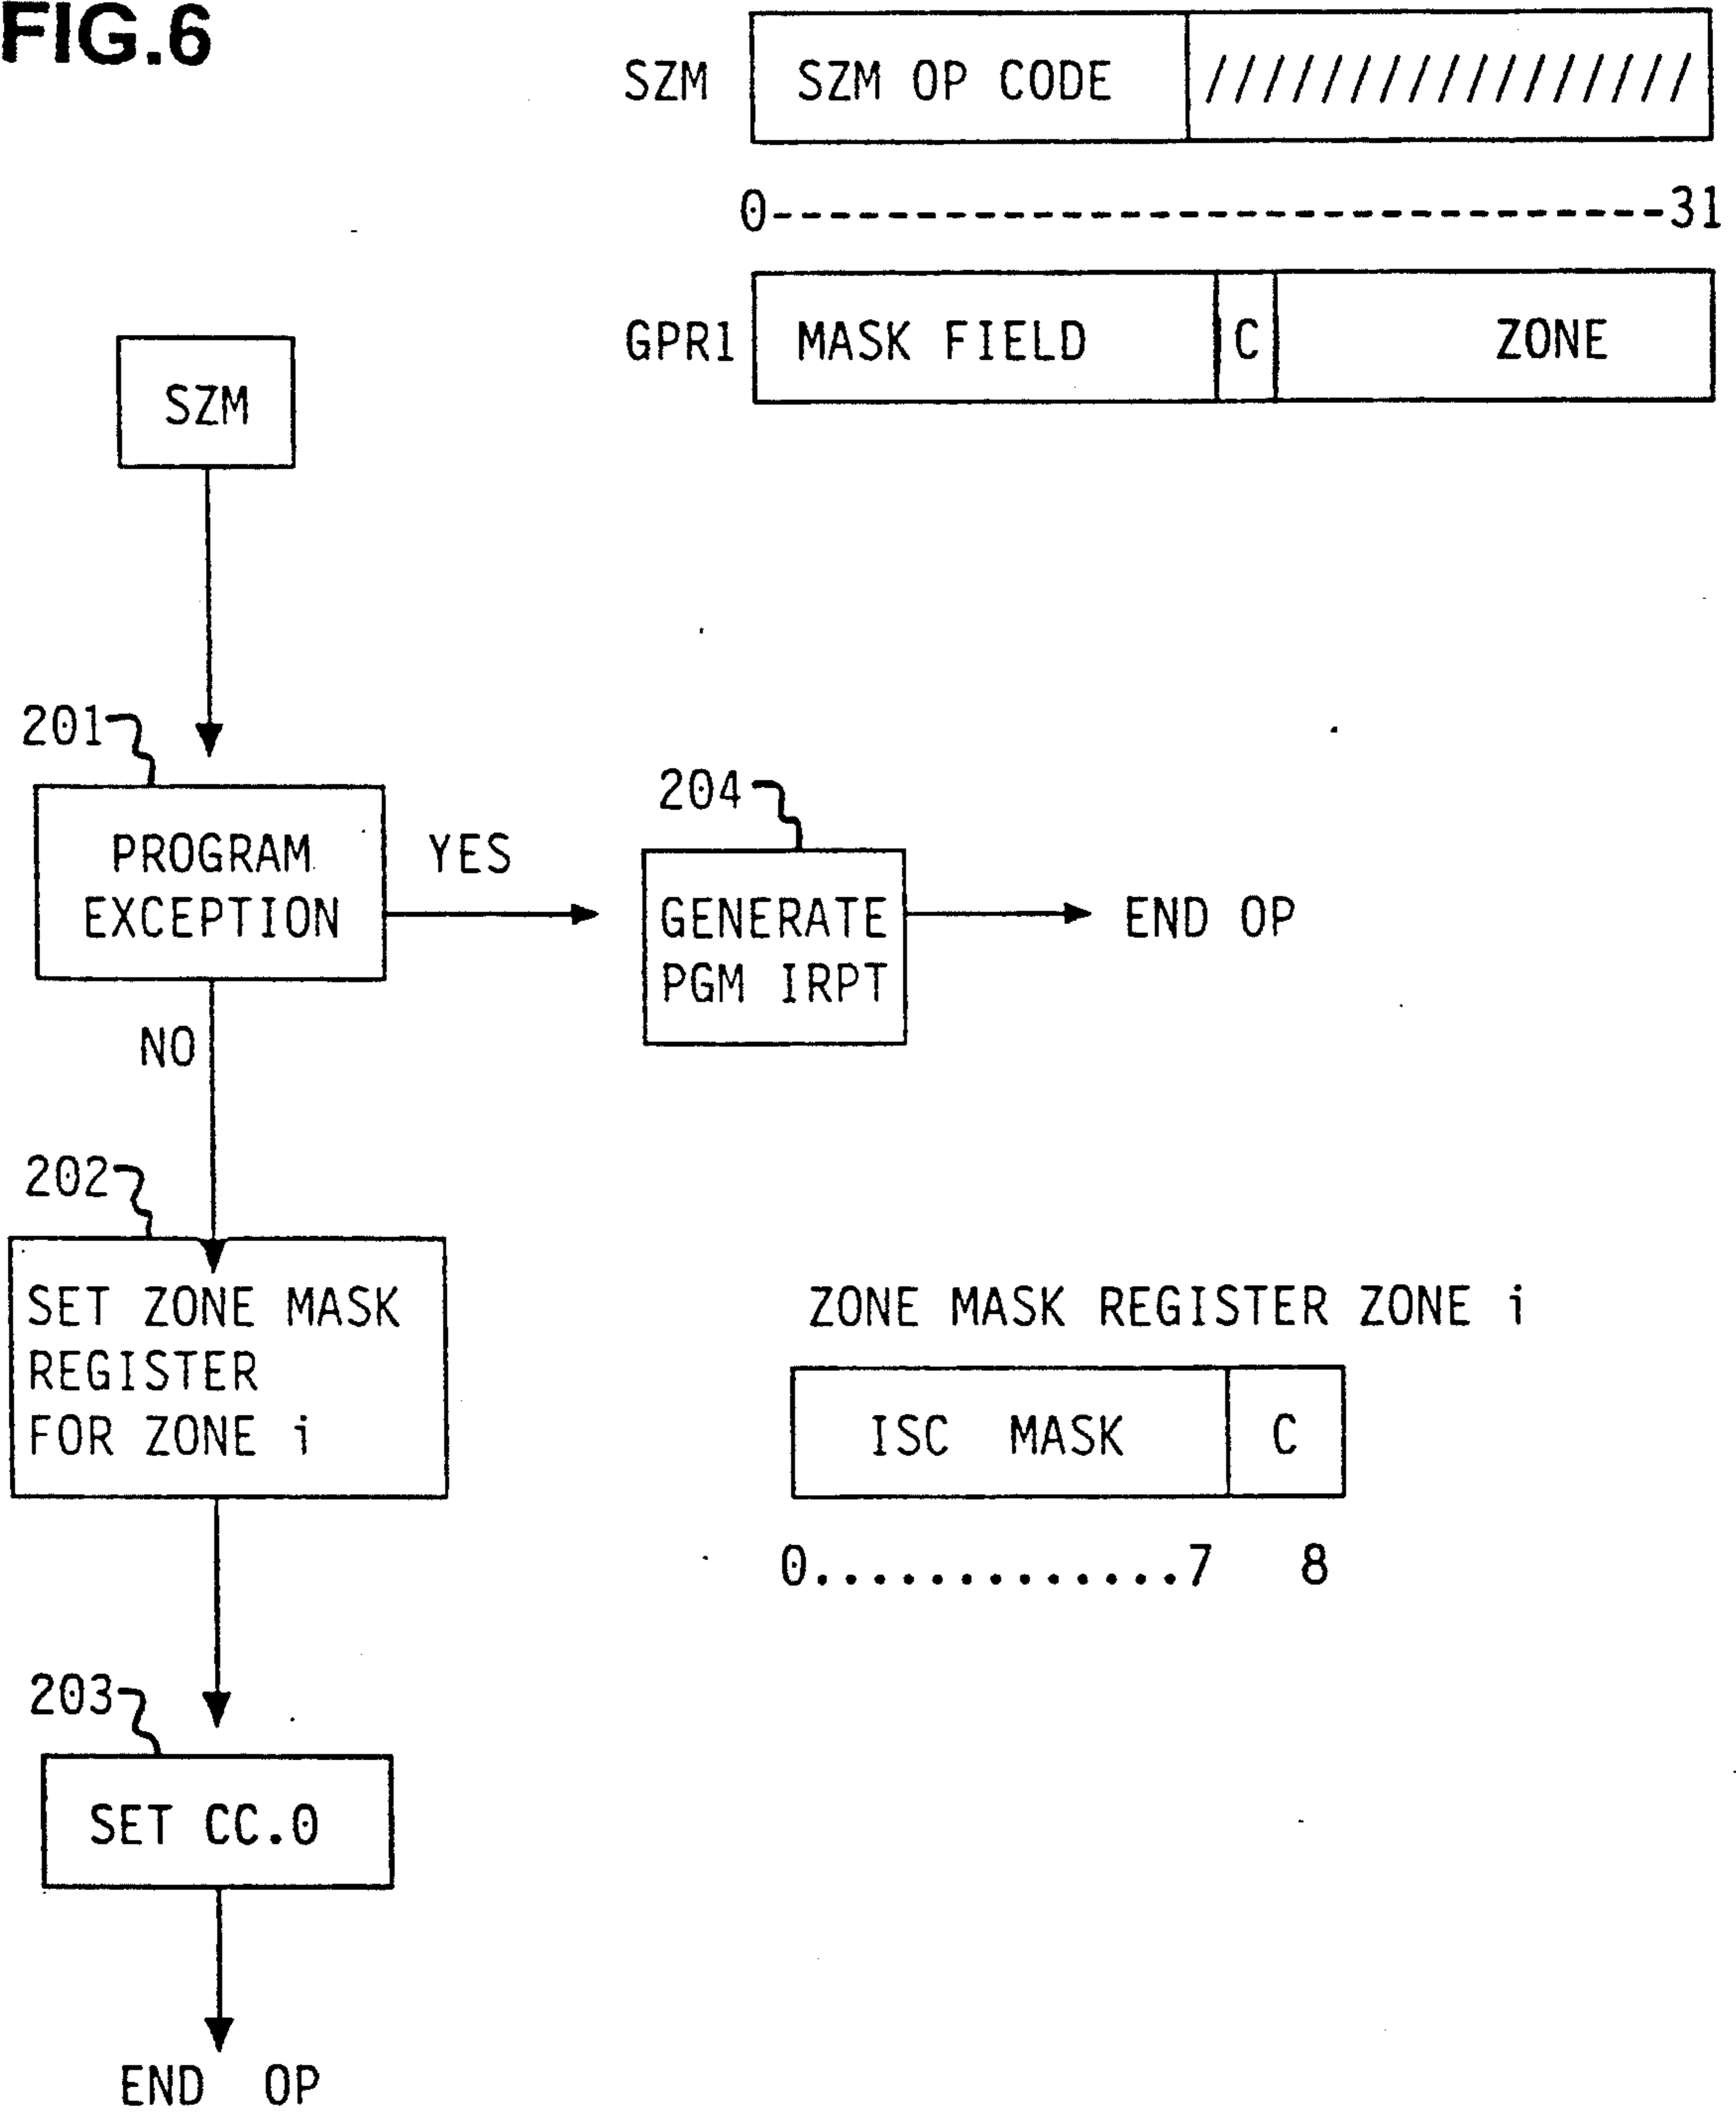 FIG.6
SZM
SZM OP CODE
////////////////
0-------------------------------31
GPR1
MASK FIELD
C
ZONE
SZM
201
PROGRAM
EXCEPTION
YES
204
GENERATE
PGM IRPT
END OP
NO
202
SET ZONE MASK
REGISTER
FOR ZONE i
ZONE MASK REGISTER ZONE i
ISC MASK
C
0.............7 8
203
SET CC.0
END OP